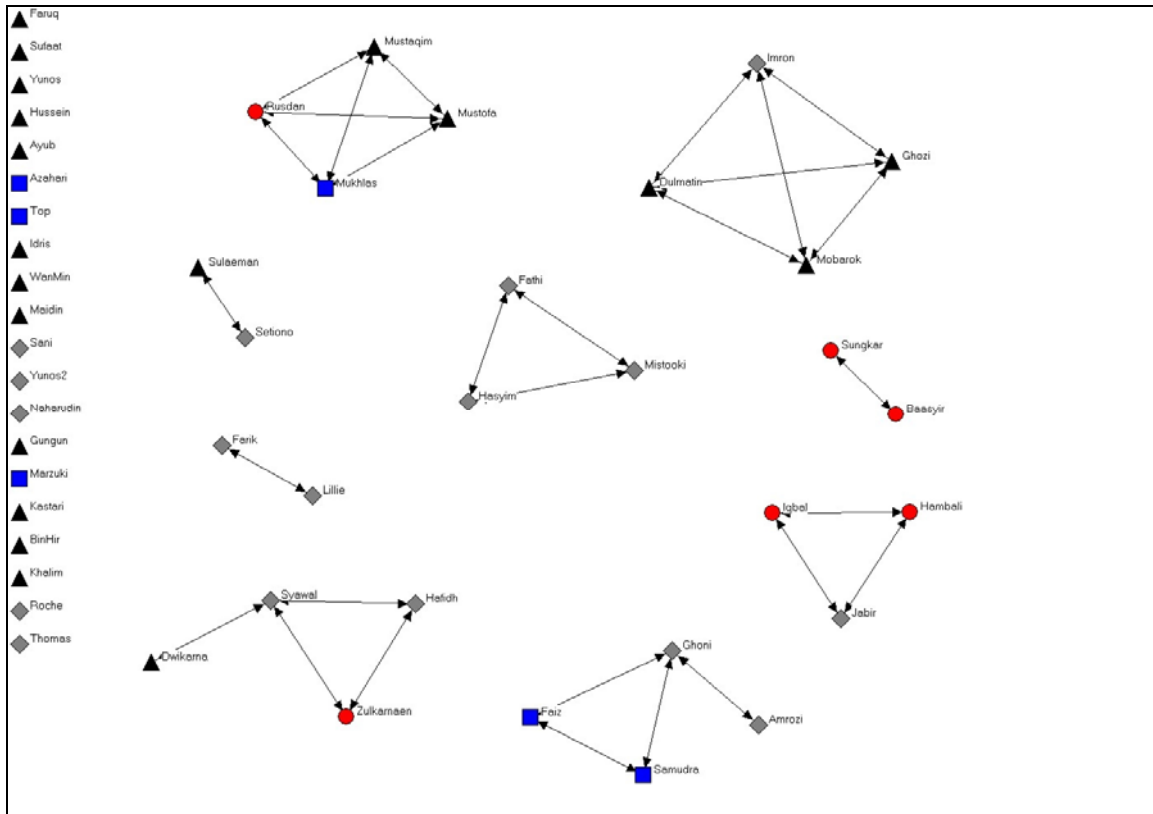 Faruq
Sufaat
Yunos
Hussein
Ayub
Azahari
Top
Idris
WanMin
Maidin
Sani
Yunos2
Naharudin
Gungun
Marzuki
Kastari
BinHir
Khalim
Roche
Thomas
Mustaqim
Rusdan
Mustofa
Mukhlas
Imron
Ghozi
Dulmatin
Mobarok
Sulaeman
Setiono
Fathi
Mistooki
Hasyim
Sungkar
Baasyir
Farik
Lillie
Iqbal
Hambali
Jabir
Syawal
Hafidh
Dwikarna
Zulkarnaen
Ghoni
Faiz
Amrozi
Samudra